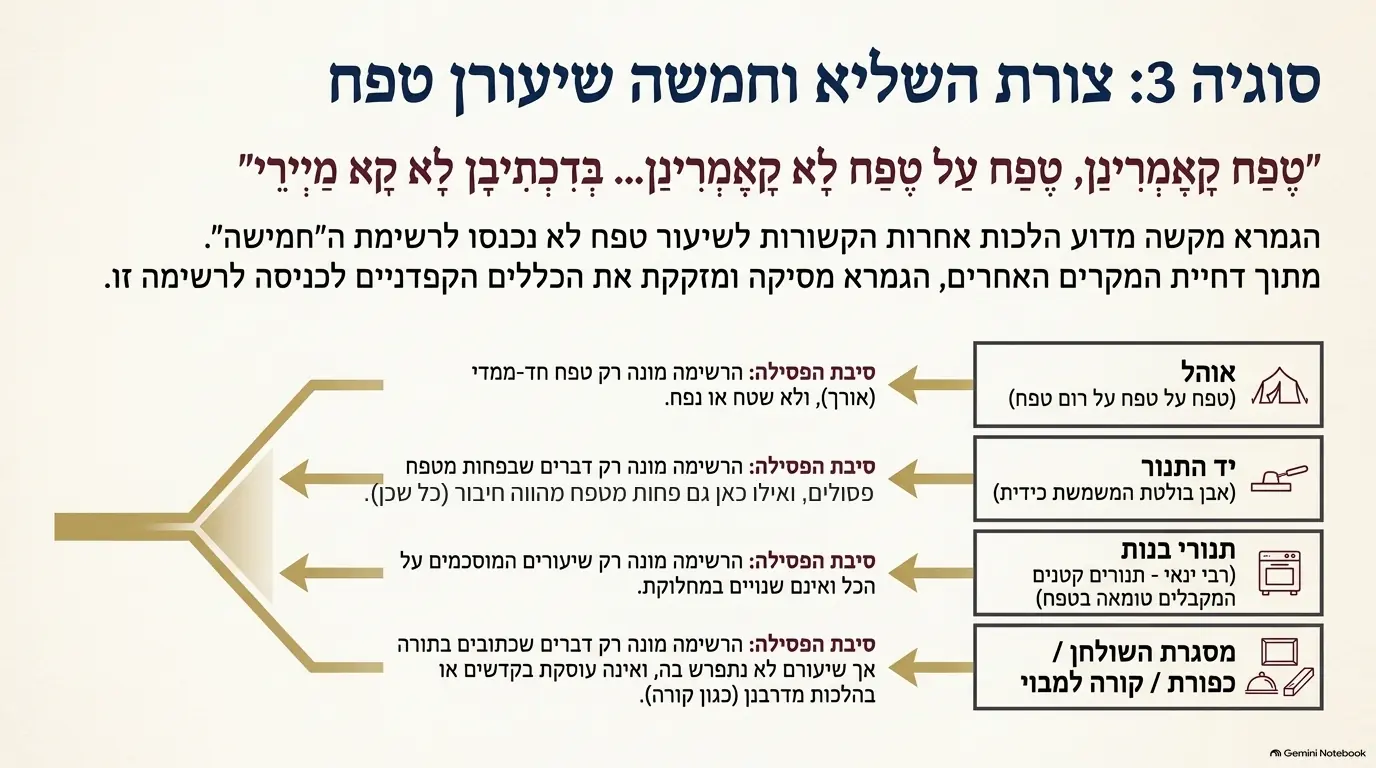 סוגיה 3: צורת השליא וחמשה שיעורן טפח
"טֶפַח קָאָמְרִינַן, טֶפַח עַל טֶפַח לָא קָאָמְרִינַן... בְּדִכְתִיבָן לָא קָא מַיְירֵי"
הגמרא מקשה מדוע הלכות אחרות הקשורות לשיעור טפח לא נכנסו לרשימת ה"חמישה".
מתוך דחיית המקרים האחרים, הגמרא מסיקה ומזקקת את הכללים הקפדניים לכניסה לרשימה זו.
אוהל
(טפח על טפח על רום טפח)
סיבת הפסילה: הרשימה מונה רק טפח חד-ממדי
(אורך), ולא שטח או נפח.
יד התנור
(אבן בולטת המשמשת כידית)
סיבת הפסילה: הרשימה מונה רק דברים שבפחות מטפח
פסולים, ואילו כאן גם פחות מטפח מהווה חיבור (כל שכן).
תנורי בנות
(רבי ינאי - תנורים קטנים
המקבלים טומאה בטפח)
סיבת הפסילה: הרשימה מונה רק שיעורים המוסכמים על
הכל ואינם שנויים במחלוקת.
מסגרת השולחן /
כפורת / קורה למבוי
סיבת הפסילה: הרשימה מונה רק דברים שכתובים בתורה
אך שיעורם לא נתפרש בה, ואינה עוסקת בקדשים או
בהלכות מדרבנן (כגון קורה).
Gemini Notebook